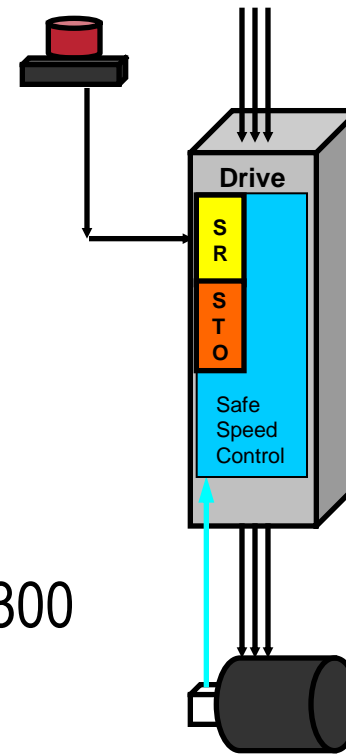 Drive
S
R
S
T
O
Safe
Speed
Control
300